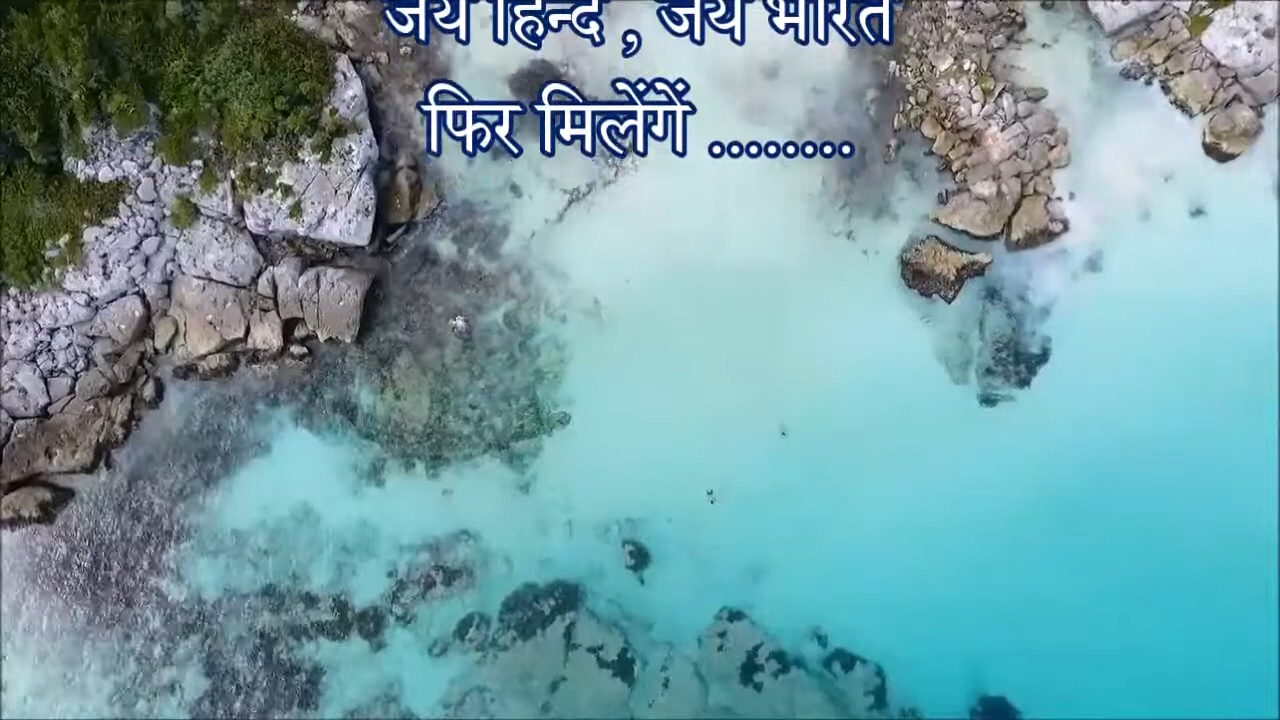 जय हिन्द , जय भारत
फिर मिलेंगें ........